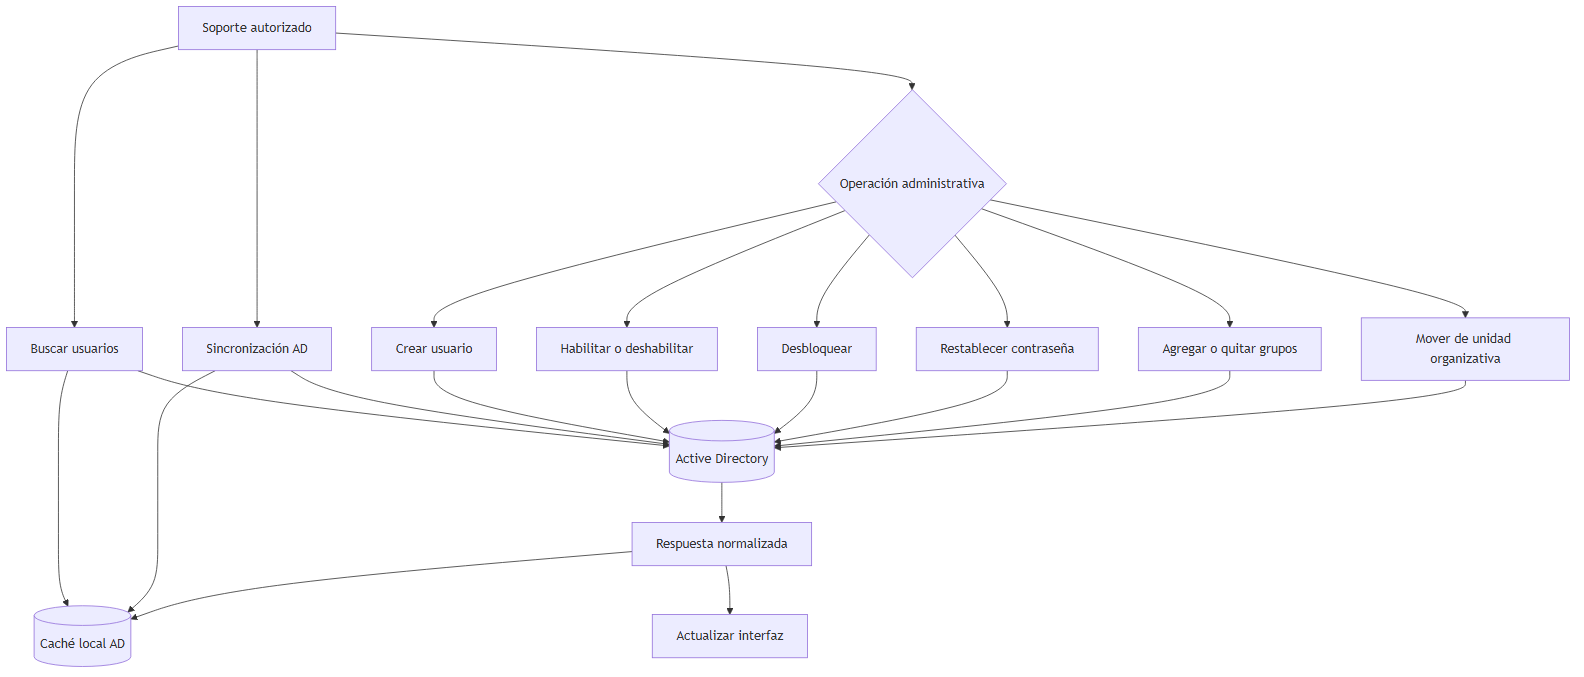 Soporte autorizado
Operación administrativa
Buscar usuarios
Sincronización AD
Crear usuario
Habilitar o deshabilitar
Desbloquear
Restablecer contraseña
Agregar o quitar grupos
Mover de unidad
organizativa
Active Directory
Respuesta normalizada
Caché local AD
Actualizar interfaz